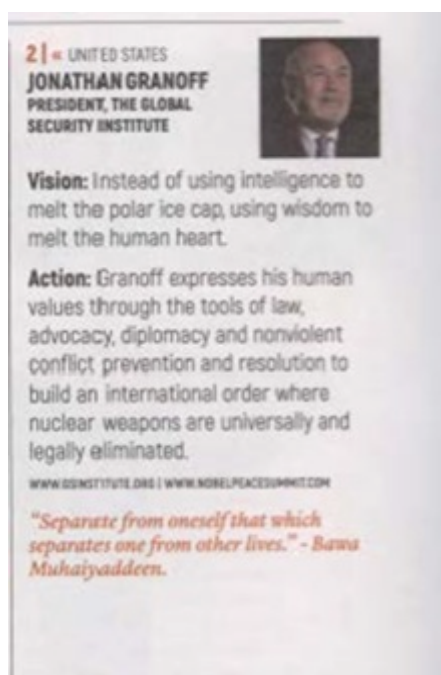 2 | « UNITED STATES
JONATHAN GRANOFF
PRESIDENT, THE GLOBAL
SECURITY INSTITUTE
Vision: Instead of using intelligence to
melt the polar ice cap, using wisdom to
melt the human heart.
Action: Granoff expresses his human
values through the tools of law,
advocacy, diplomacy and nonviolent
conflict prevention and resolution to
build an international order where
nuclear weapons are universally and
legally eliminated.
WWW.GSINSTITUTE.ORG | WWW.NOBELPEACESUMMIT.COM
“Separate from oneself that which
separates one from other lives.” - Bawa
Muhaiyaddeen.